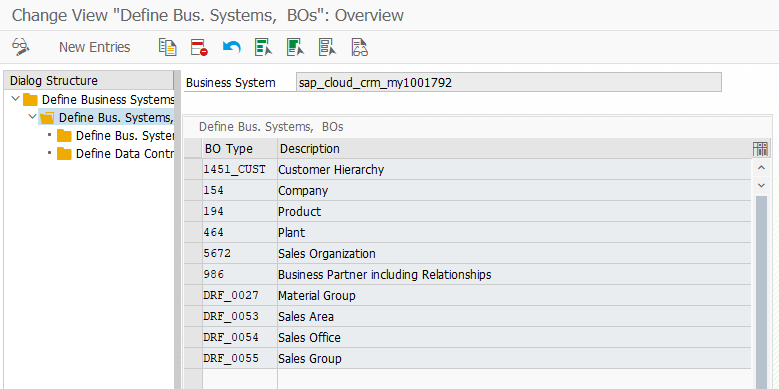 Change View "Define Bus. Systems, BOs": Overview
New Entries
Dialog Structure
Define Business Systems
Define Bus. Systems,
Define Bus. Syster
Define Data Contr
Business System sap_cloud_crm_my1001792
Define Bus. Systems, BOs
BO Type Description
1451_CUST Customer Hierarchy
154 Company
194 Product
464 Plant
5672 Sales Organization
986 Business Partner including Relationships
DRF_0027 Material Group
DRF_0053 Sales Area
DRF_0054 Sales Office
DRF_0055 Sales Group